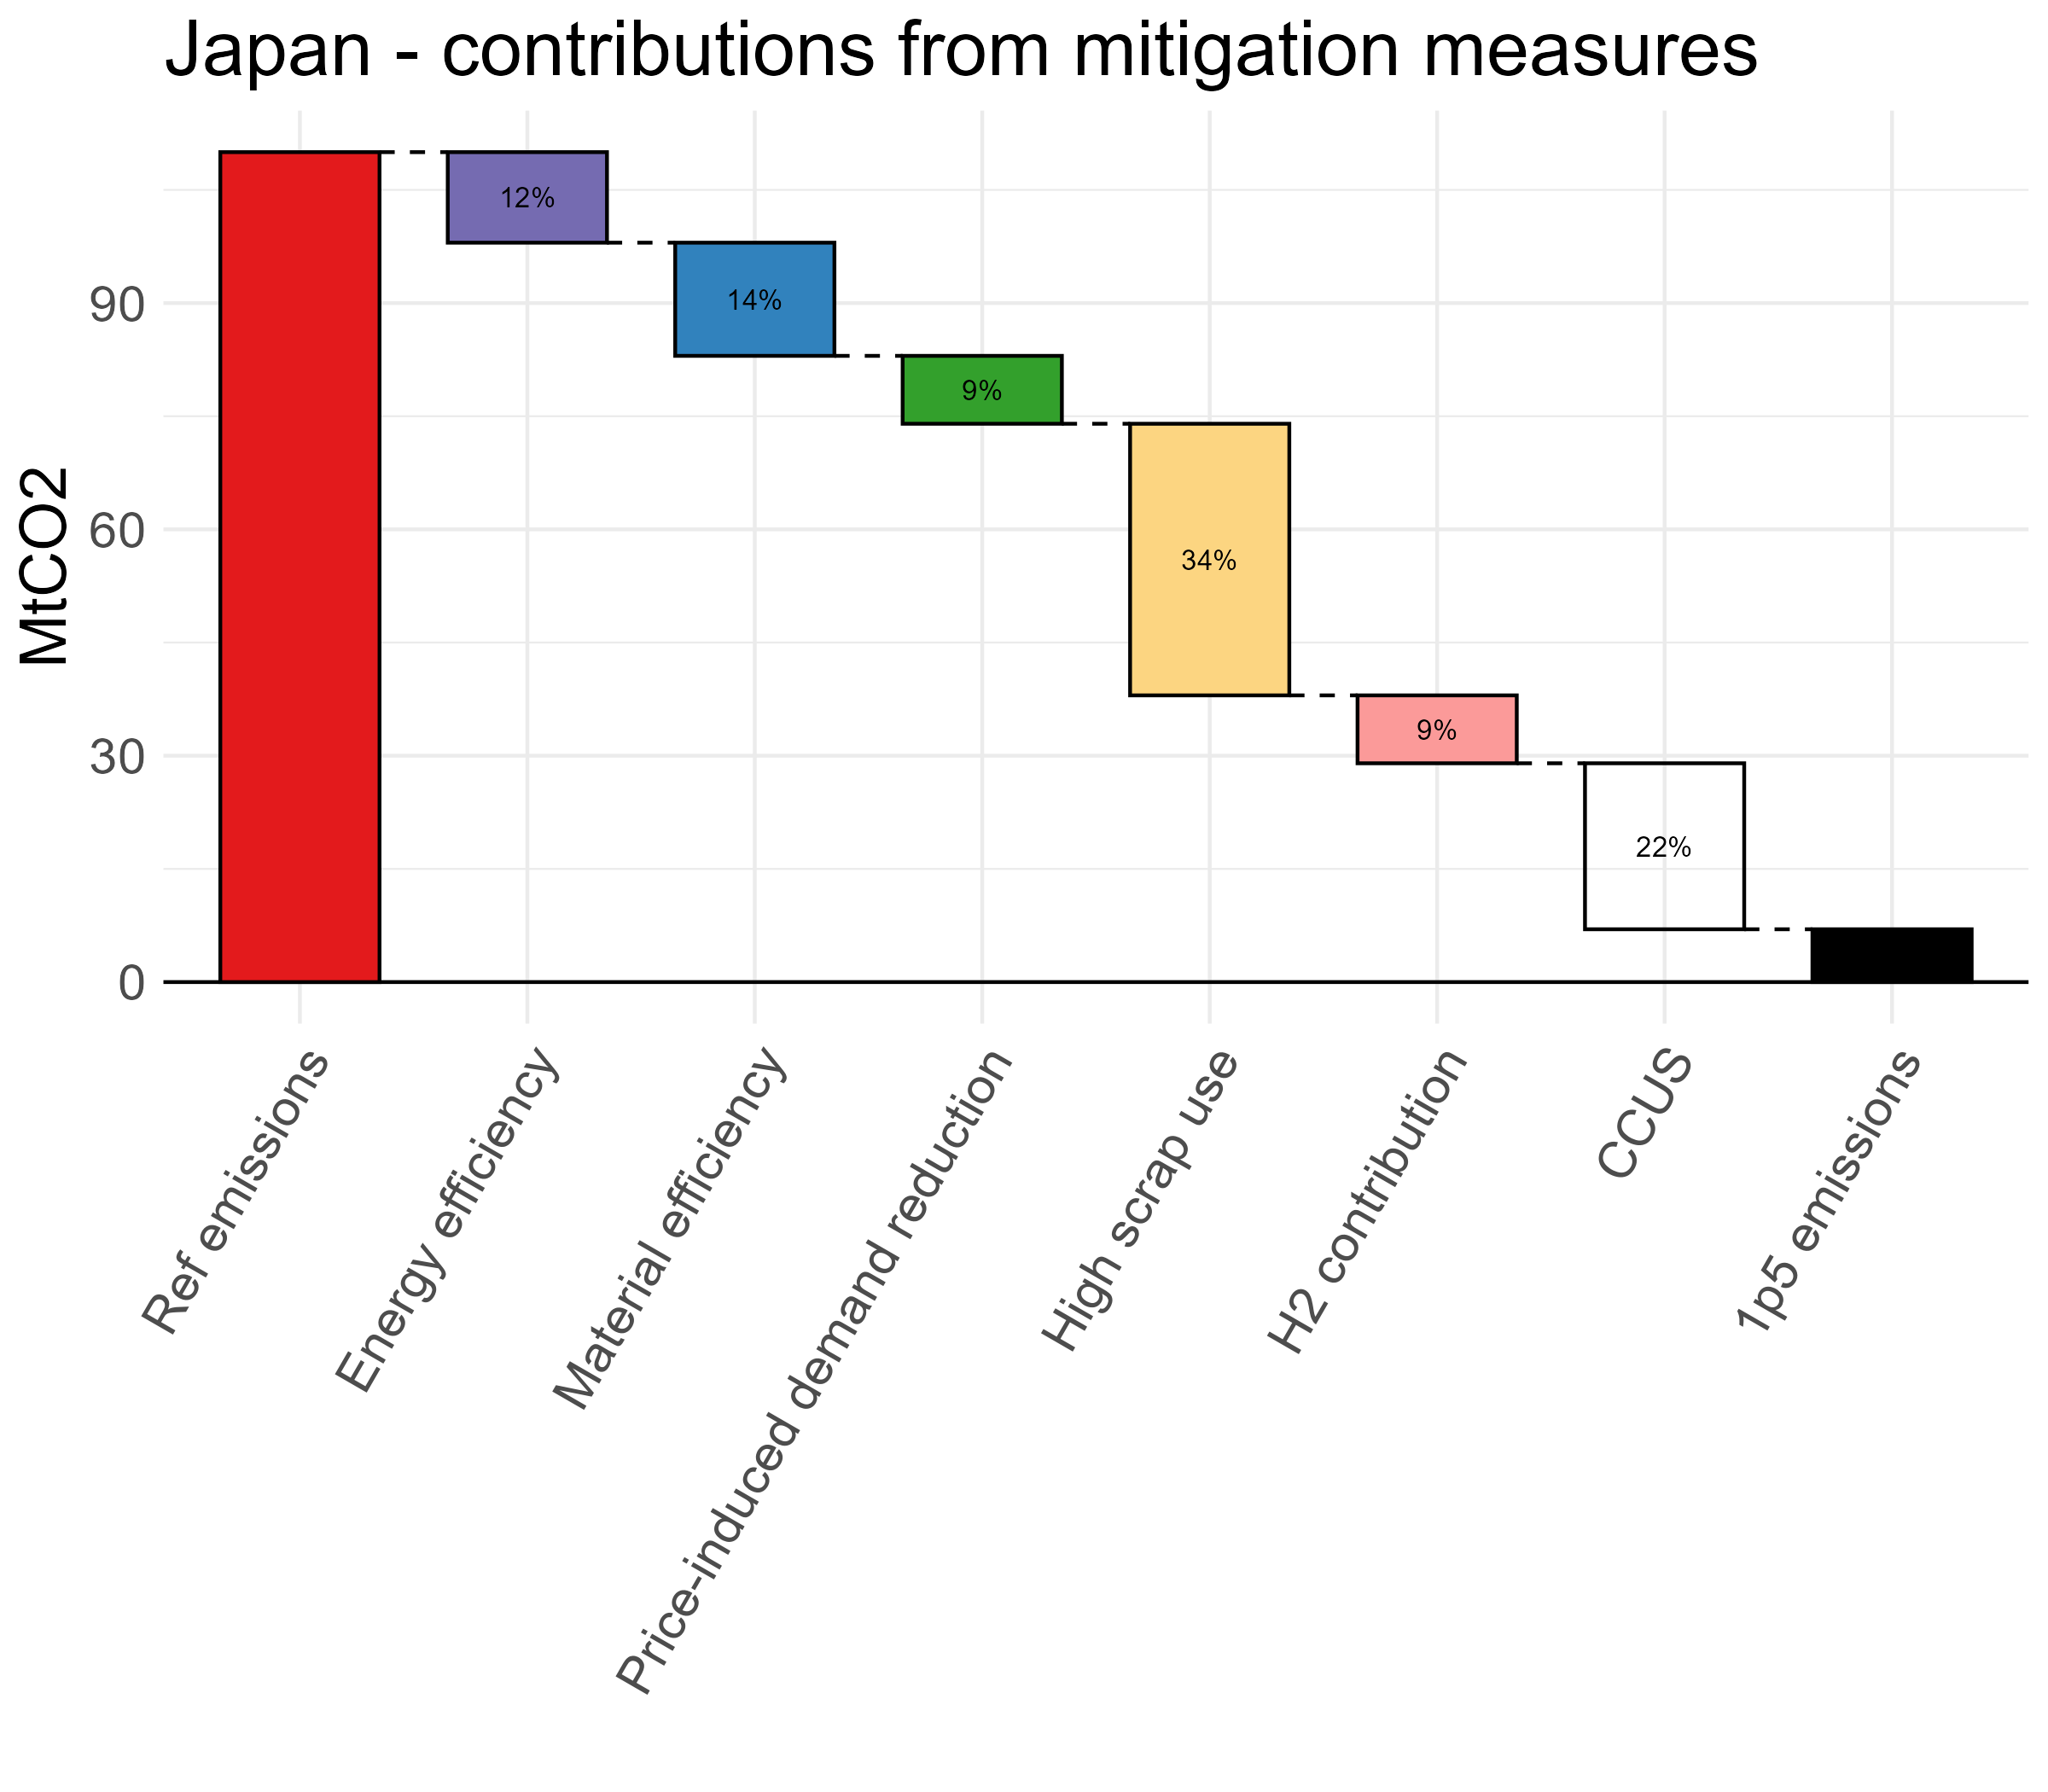 Japan - contributions from mitigation measures
MtCO2
90
60
30
0
12%
14%
9%
34%
9%
22%
Ref emissions
Energy efficiency
Material efficiency
Price-induced demand reduction
High scrap use
H2 contribution
CCUS
1p5 emissions